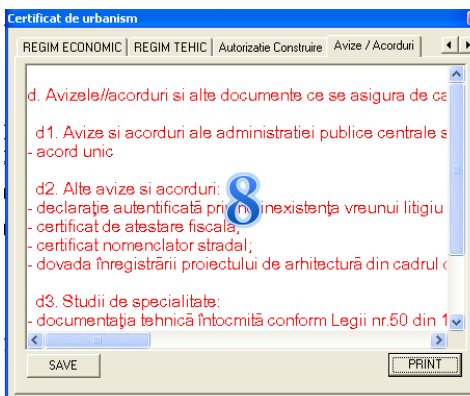 Certificat de urbanism
REGIM ECONOMIC REGIM TEHIC Autorizatie Construire Avize / Acorduri
d. Avizele//acorduri si alte documente ce se asigura de ca
d1. Avize si acorduri ale administratiei publice centrale s
- acord unic
d2. Alte avize si acorduri:
- declaraţie autentificată privind inexistenţa vreunui litigiu
- certificat de atestare fiscala;
- certificat nomenclator stradal;
- dovada înregistrării proiectului de arhitectură din cadrul
8
d3. Studii de specialitate:
- documentaţia tehnică întocmită conform Legii nr.50 din 1
SAVE PRINT